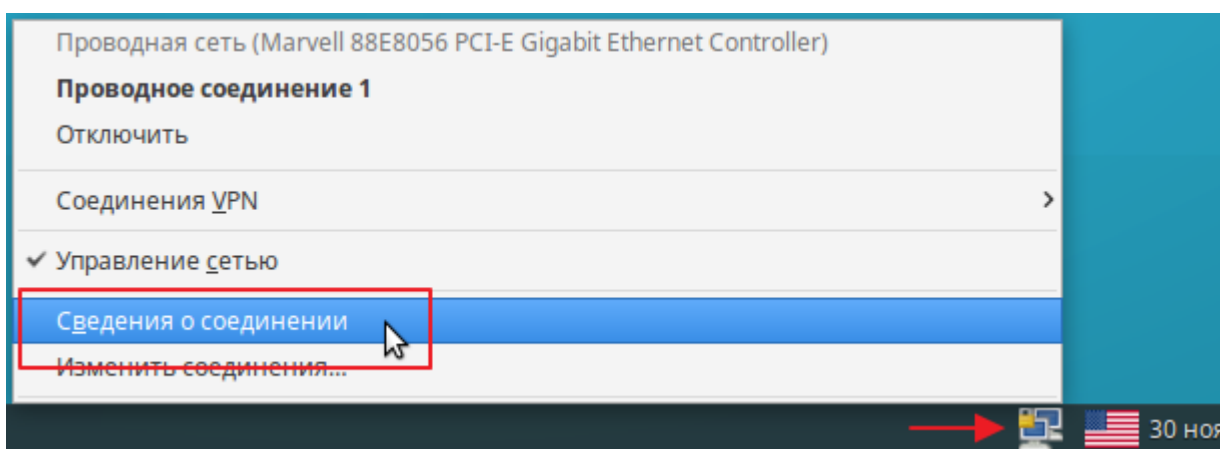 Проводная сеть (Marvell 88E8056 PCI-E Gigabit Ethernet Controller)
Проводное соединение 1
Отключить
Соединения VPN
Управление сетью
Сведения о соединении
Изменить соединения...
30 ноя